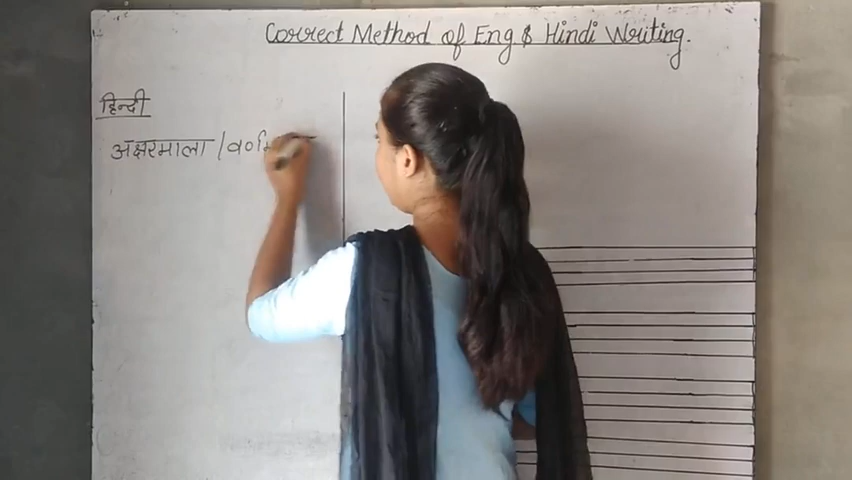 Correct Method of Eng & Hindi Writing.
हिन्दी
अक्षरमाला /